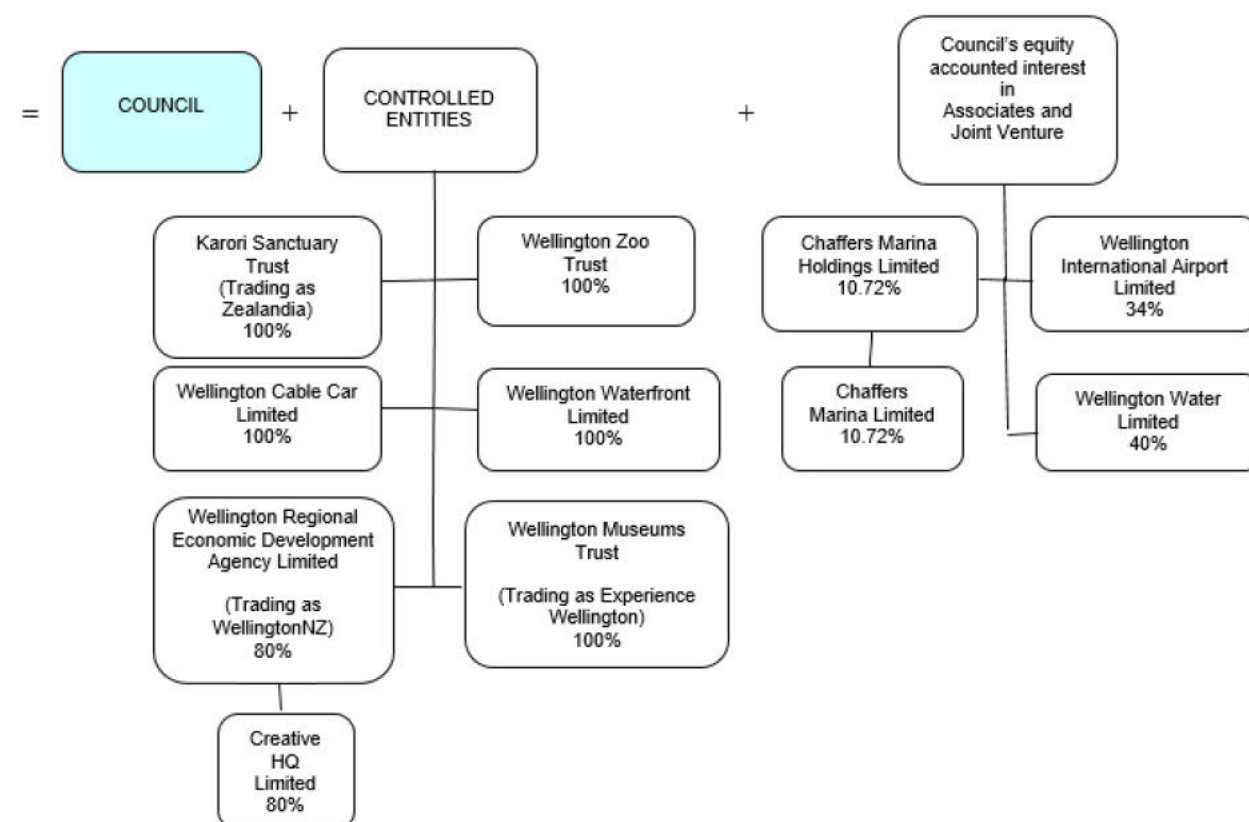 =
COUNCIL
+
CONTROLLED
ENTITIES
+
Council's equity
accounted interest
in
Associates and
Joint Venture
Karori Sanctuary
Trust
(Trading as
Zealandia)
100%
Wellington Zoo
Trust
100%
Chaffers Marina
Holdings Limited
10.72%
Wellington
International Airport
Limited
34%
Wellington Cable Car
Limited
100%
Wellington Waterfront
Limited
100%
Chaffers
Marina Limited
10.72%
Wellington Water
Limited
40%
Wellington Regional
Economic Development
Agency Limited
(Trading as
WellingtonNZ)
80%
Wellington Museums
Trust
(Trading as Experience
Wellington)
100%
Creative
HQ
Limited
80%